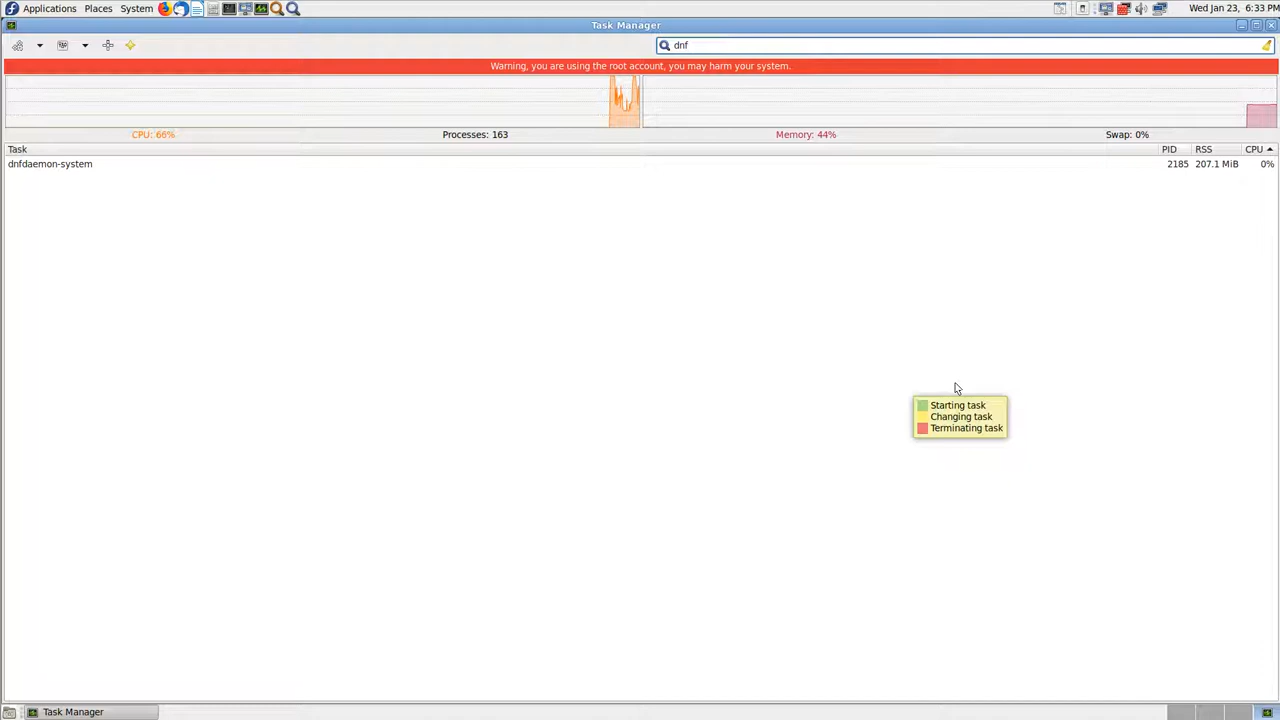 Applications Places System Wed Jan 23, 6:33 PM
Task Manager
dnf
Warning, you are using the root account, you may harm your system.
CPU: 66% Processes: 163 Memory: 44% Swap: 0%
Task PID RSS CPU
dnfdaemon-system 2185 207.1 MiB 0%
Starting task
Changing task
Terminating task
Task Manager